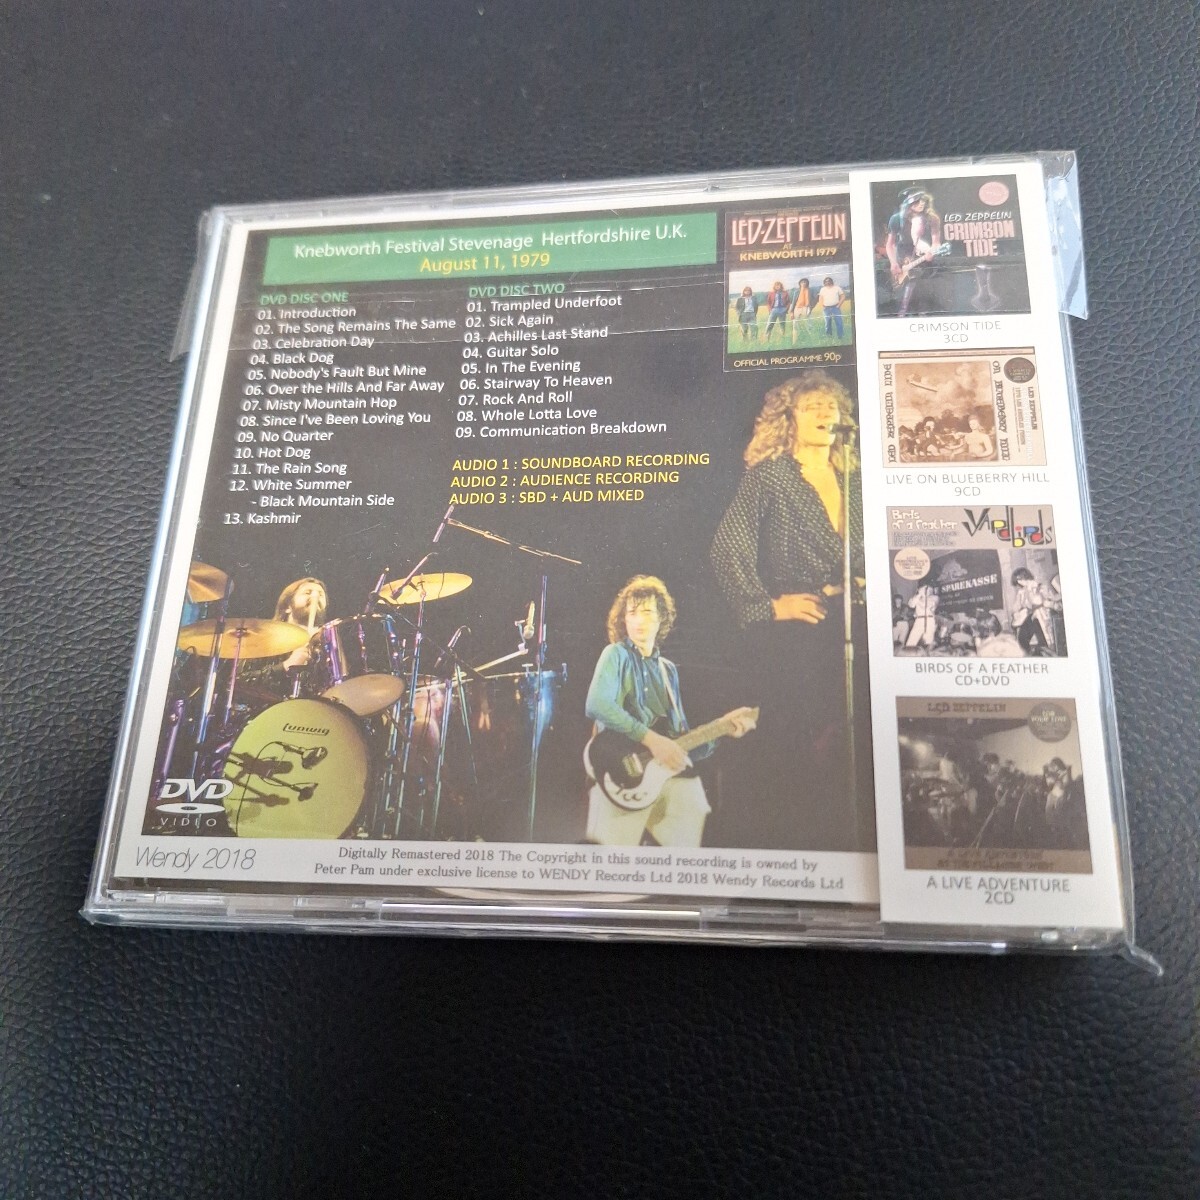 Knebworth Festival Stevenage Hertfordshire U.K.
August 11, 1979
DVD DISC ONE
01. Introduction
02. The Song Remains The Same
03. Celebration Day
04. Black Dog
05. Nobody's Fault But Mine
06. Over the Hills And Far Away
07. Misty Mountain Hop
08. Since I've Been Loving You
09. No Quarter
10. Hot Dog
11. The Rain Song
12. White Summer
- Black Mountain Side
13. Kashmir
DVD DISC TWO
01. Trampled Underfoot
02. Sick Again
03. Achilles Last Stand
04. Guitar Solo
05. In The Evening
06. Stairway To Heaven
07. Rock And Roll
08. Whole Lotta Love
09. Communication Breakdown
AUDIO 1 : SOUNDBOARD RECORDING
AUDIO 2 : AUDIENCE RECORDING
AUDIO 3 : SBD + AUD MIXED
LED-ZEPPELIN
AT
KNEBWORTH 1979
OFFICIAL PROGRAMME 90p
Ludwig
DVD
VIDEO
Wendy 2018
Digitally Remastered 2018 The Copyright in this sound recording is owned by
Peter Pam under exclusive license to WENDY Records Ltd 2018 Wendy Records Ltd
LED ZEPPELIN
CRIMSON
TIDE
CRIMSON TIDE
3CD
LIVE ON BLUEBERRY HILL
9CD
Birds
of a feather
YARDBIRDS
SPAREKASSE
BIRDS OF A FEATHER
CD+DVD
LED ZEPPELIN
A LIVE ADVENTURE
2CD